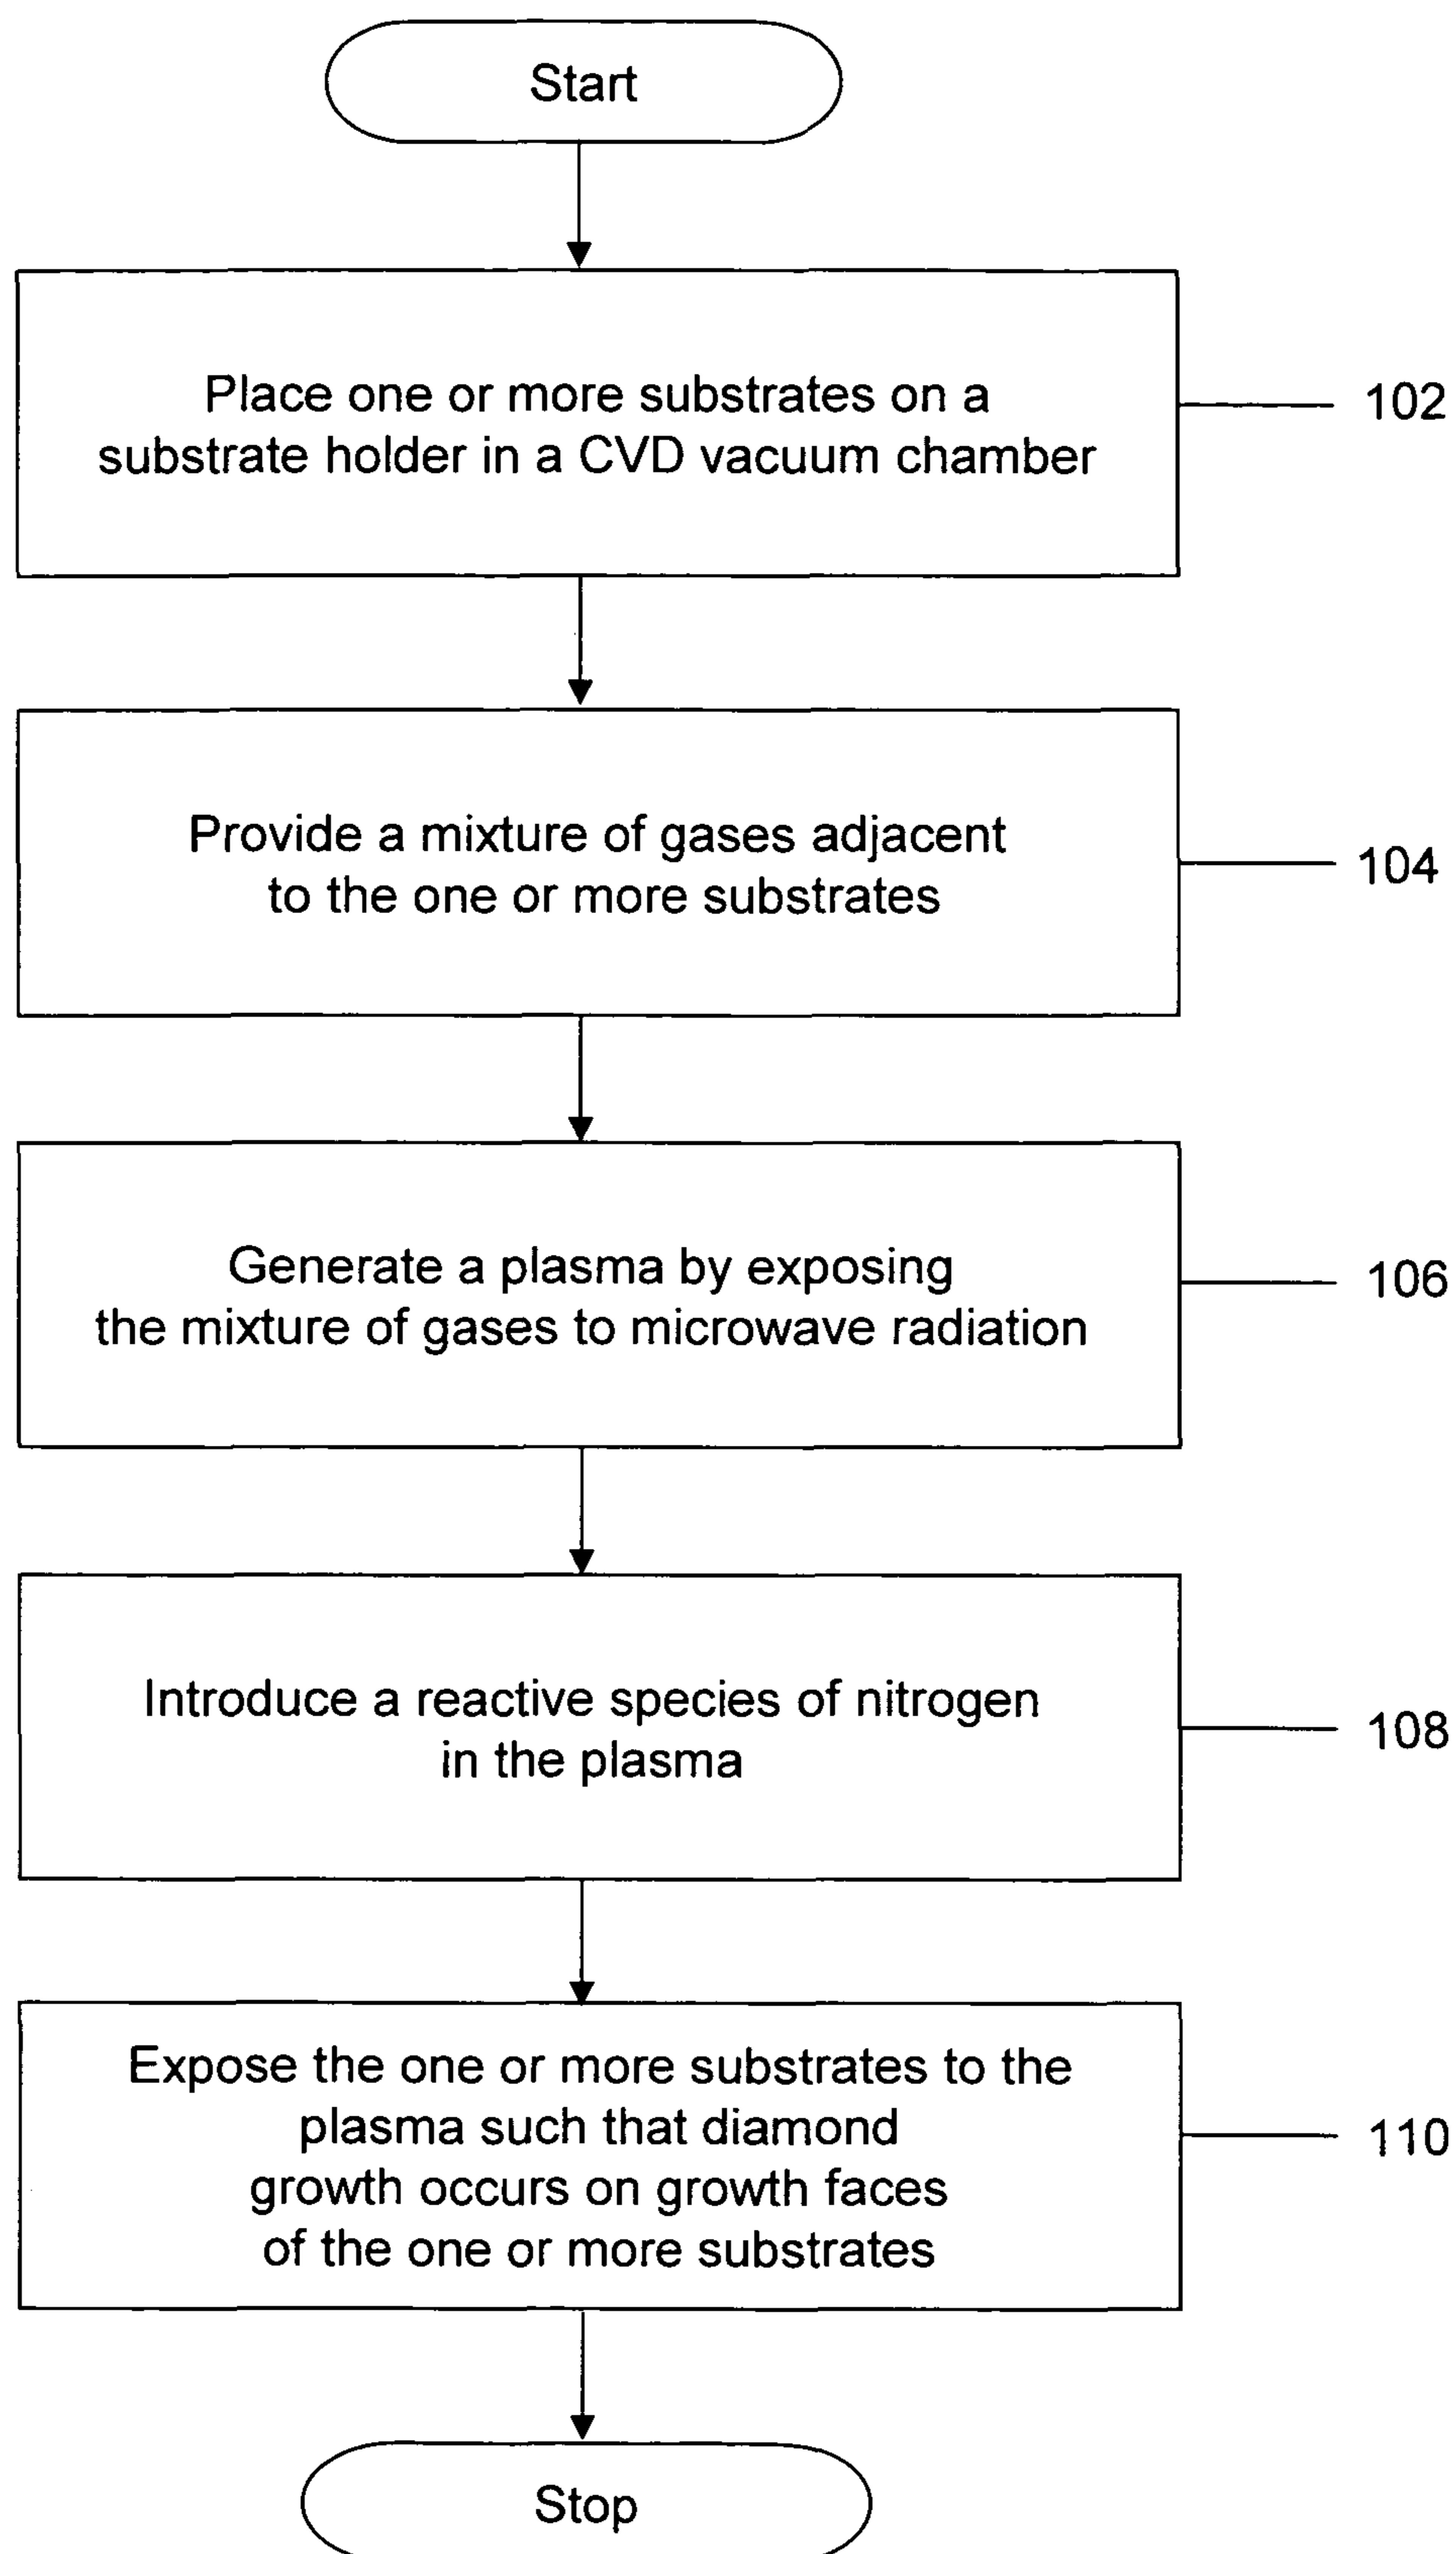 Start
Place one or more substrates on a
substrate holder in a CVD vacuum chamber
102
Provide a mixture of gases adjacent
to the one or more substrates
104
Generate a plasma by exposing
the mixture of gases to microwave radiation
106
Introduce a reactive species of nitrogen
in the plasma
108
Expose the one or more substrates to the
plasma such that diamond
growth occurs on growth faces
of the one or more substrates
110
Stop